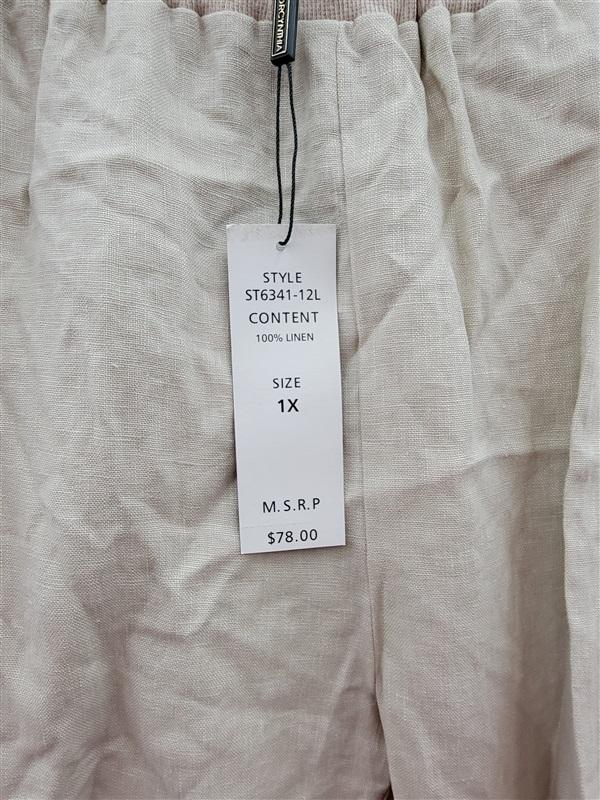 STYLE
ST6341-12L
CONTENT
100% LINEN
SIZE
1X
M.S.R.P
$78.00